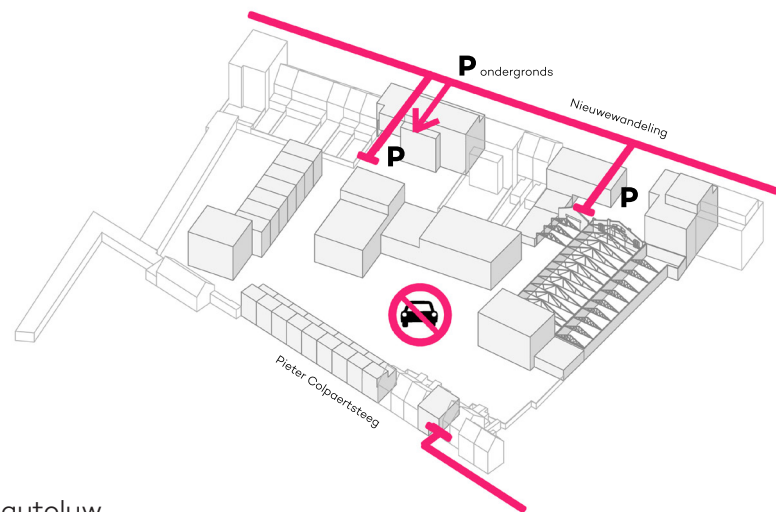 P ondergronds
Nieuwewandeling
P
P
Pieter Colpaertsteeg
autoluw